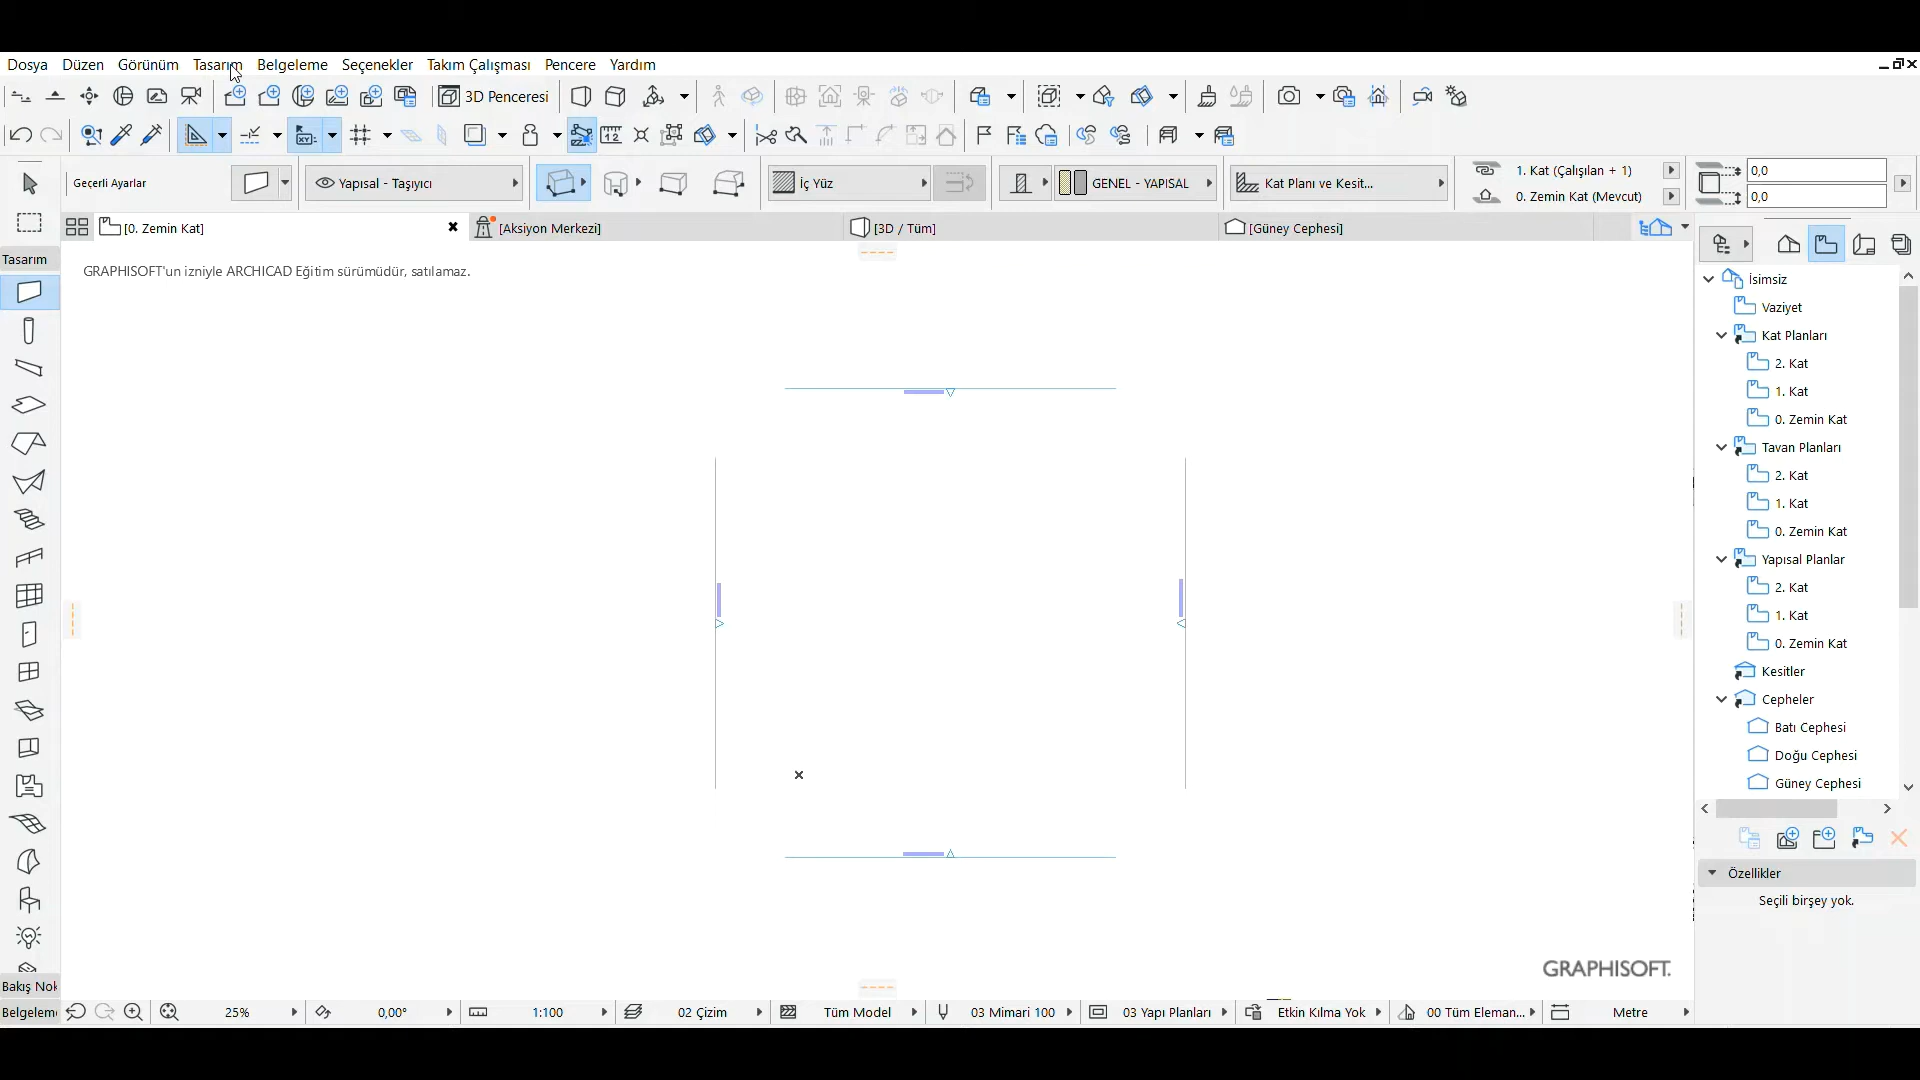 Dosya Düzen Görünüm Tasarım Belgeleme Seçenekler Takım Çalışması Pencere Yardım
3D Penceresi
Geçerli Ayarlar
Yapısal - Taşıyıcı
İç Yüz
GENEL - YAPISAL
Kat Planı ve Kesit...
1. Kat (Çalışılan + 1)
0. Zemin Kat (Mevcut)
0,0
0,0
[0. Zemin Kat]
[Aksiyon Merkezi]
[3D / Tüm]
[Güney Cephesi]
Tasarım
GRAPHISOFT'un izniyle ARCHICAD Eğitim sürümüdür, satılamaz.
İsimsiz
Vaziyet
Kat Planları
2. Kat
1. Kat
0. Zemin Kat
Tavan Planları
2. Kat
1. Kat
0. Zemin Kat
Yapısal Planlar
2. Kat
1. Kat
0. Zemin Kat
Kesitler
Cepheler
Batı Cephesi
Doğu Cephesi
Güney Cephesi
Özellikler
Seçili birşey yok.
GRAPHISOFT.
Bakış Nok
Belgelem
25% 0,00° 1:100 02 Çizim Tüm Model 03 Mimari 100 03 Yapı Planları Etkin Kılma Yok 00 Tüm Eleman... Metre